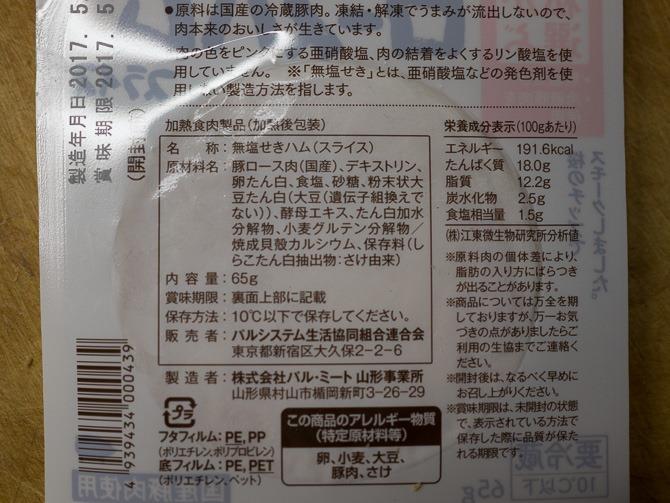 ●原料は国産の冷蔵豚肉。凍結・解凍でうまみが流出しないので、
肉本来のおいしさが生きています。
肉の色をピンクにする亜硝酸塩、肉の結着をよくするリン酸塩を使
用していません。 ※「無塩せき」とは、亜硝酸塩などの発色剤を使
用しない製造方法を指します。
製造年月日 2017. 5.
賞味期限 2017. 5.
加熱食肉製品(加熱後包装)
名 称：無塩せきハム(スライス)
原材料名：豚ロース肉(国産)、デキストリン、
卵たん白、食塩、砂糖、粉末状大
豆たん白(大豆(遺伝子組換えで
ない))、酵母エキス、たん白加水
分解物、小麦グルテン分解物／
焼成貝殻カルシウム、保存料(し
らこたん白抽出物:さけ由来)
内 容 量：65g
賞味期限：裏面上部に記載
保存方法：10℃以下で保存してください。
販 売 者：パルシステム生活協同組合連合会
東京都新宿区大久保2-2-6
製 造 者：株式会社パル・ミート 山形事業所
山形県村山市楯岡新町3-26-29
プラ
フタフィルム:PE,PP
(ポリエチレン,ポリプロピレン)
底フィルム:PE,PET
(ポリエチレン,ペット)
この商品のアレルギー物質
(特定原材料等)
卵、小麦、大豆、
豚肉、さけ
栄養成分表示(100gあたり)
エネルギー 191.6kcal
たんぱく質 18.0g
脂質 12.2g
炭水化物 2.5g
食塩相当量 1.5g
(株)江東微生物研究所分析値
※原料肉の個体差により、
脂肪の入り方にばらつき
が出ることがあります。
※商品については万全を期
しておりますが、万一お気
づきの点がありましたらご
利用の生協までご連絡く
ださい。
※開封後は、なるべく早めに
お召し上がりください。
※賞味期限は、未開封の状態
で、表示されている方法で
保存した際に品質が保た
れる期限です。
4 939434 000439
スモークしました。
要冷蔵
10℃以下
65g
国産豚肉使用